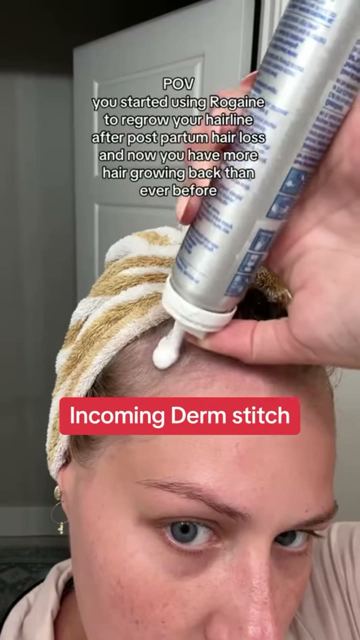 POV
you started using Rogaine
to regrow your hairline
after post partum hair loss
and now you have more
hair growing back than
ever before
Incoming Derm stitch